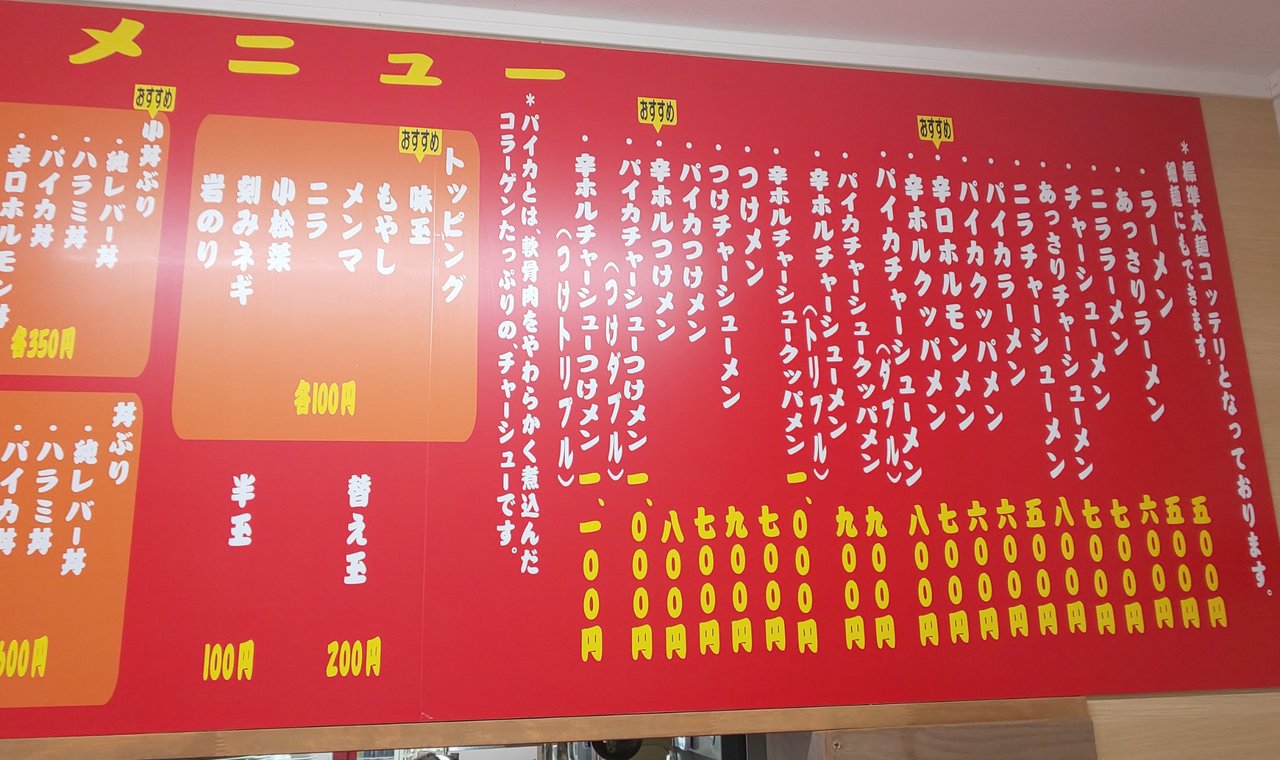 メニュー
*標準太麺コッテリとなっております。
細麺にもできます。
・ラーメン 五〇〇円
・あっさりラーメン 五〇〇円
・ニララーメン 六〇〇円
・チャーシューメン 七〇〇円
・あっさりチャーシューメン 七〇〇円
・ニラチャーシューメン 八〇〇円
・パイカラーメン 五〇〇円
・パイカクッパメン 六〇〇円
おすすめ
・辛口ホルモンメン 六〇〇円
・辛ホルクッパメン 七〇〇円
・パイカチャーシューメン 八〇〇円
(ダブル)
・パイカチャーシュークッパメン 九〇〇円
・辛ホルチャーシューメン 九〇〇円
(トリプル)
・辛ホルチャーシュークッパメン 一、〇〇〇円
・つけメン 七〇〇円
・つけチャーシューメン 九〇〇円
・パイカつけメン 七〇〇円
おすすめ
・辛ホルつけメン 八〇〇円
・パイカチャーシューつけメン 一、〇〇〇円
(つけダブル)
・辛ホルチャーシューつけメン 一、一〇〇円
(つけトリプル)
*パイカとは、軟骨肉をやわらかく煮込んだ
コラーゲンたっぷりの、チャーシューです。
トッピング
おすすめ
味玉
もやし
メンマ
ニラ
小松菜
刻みネギ
岩のり
各100円
替え玉 200円
半玉 100円
おすすめ
小丼ぶり
・純レバー丼
・ハラミ丼
・パイカ丼
・辛口ホルモン丼
各350円
丼ぶり
・純レバー丼
・ハラミ丼
・パイカ丼
600円